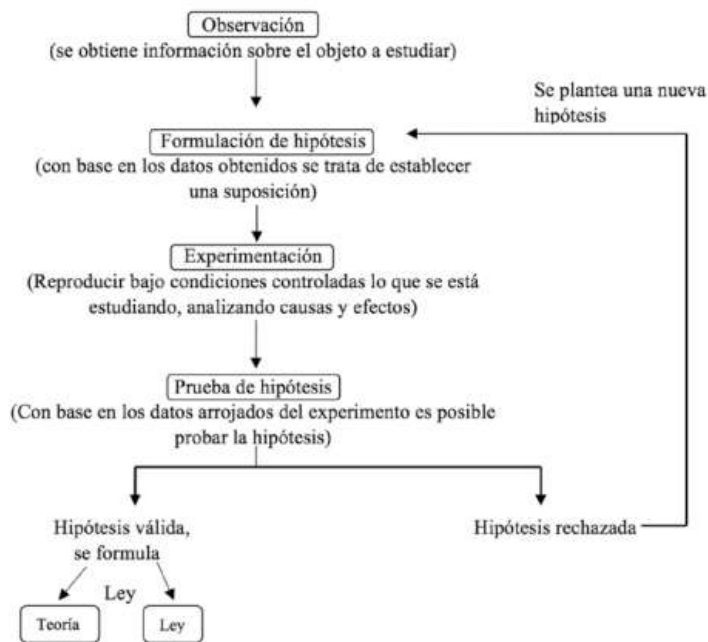 Observación
(se obtiene información sobre el objeto a estudiar)
Se plantea una nueva
hipótesis
Formulación de hipótesis
(con base en los datos obtenidos se trata de establecer
una suposición)
Experimentación
(Reproducir bajo condiciones controladas lo que se está
estudiando, analizando causas y efectos)
Prueba de hipótesis
(Con base en los datos arrojados del experimento es posible
probar la hipótesis)
Hipótesis válida,
se formula
Hipótesis rechazada
Ley
Teoría
Ley